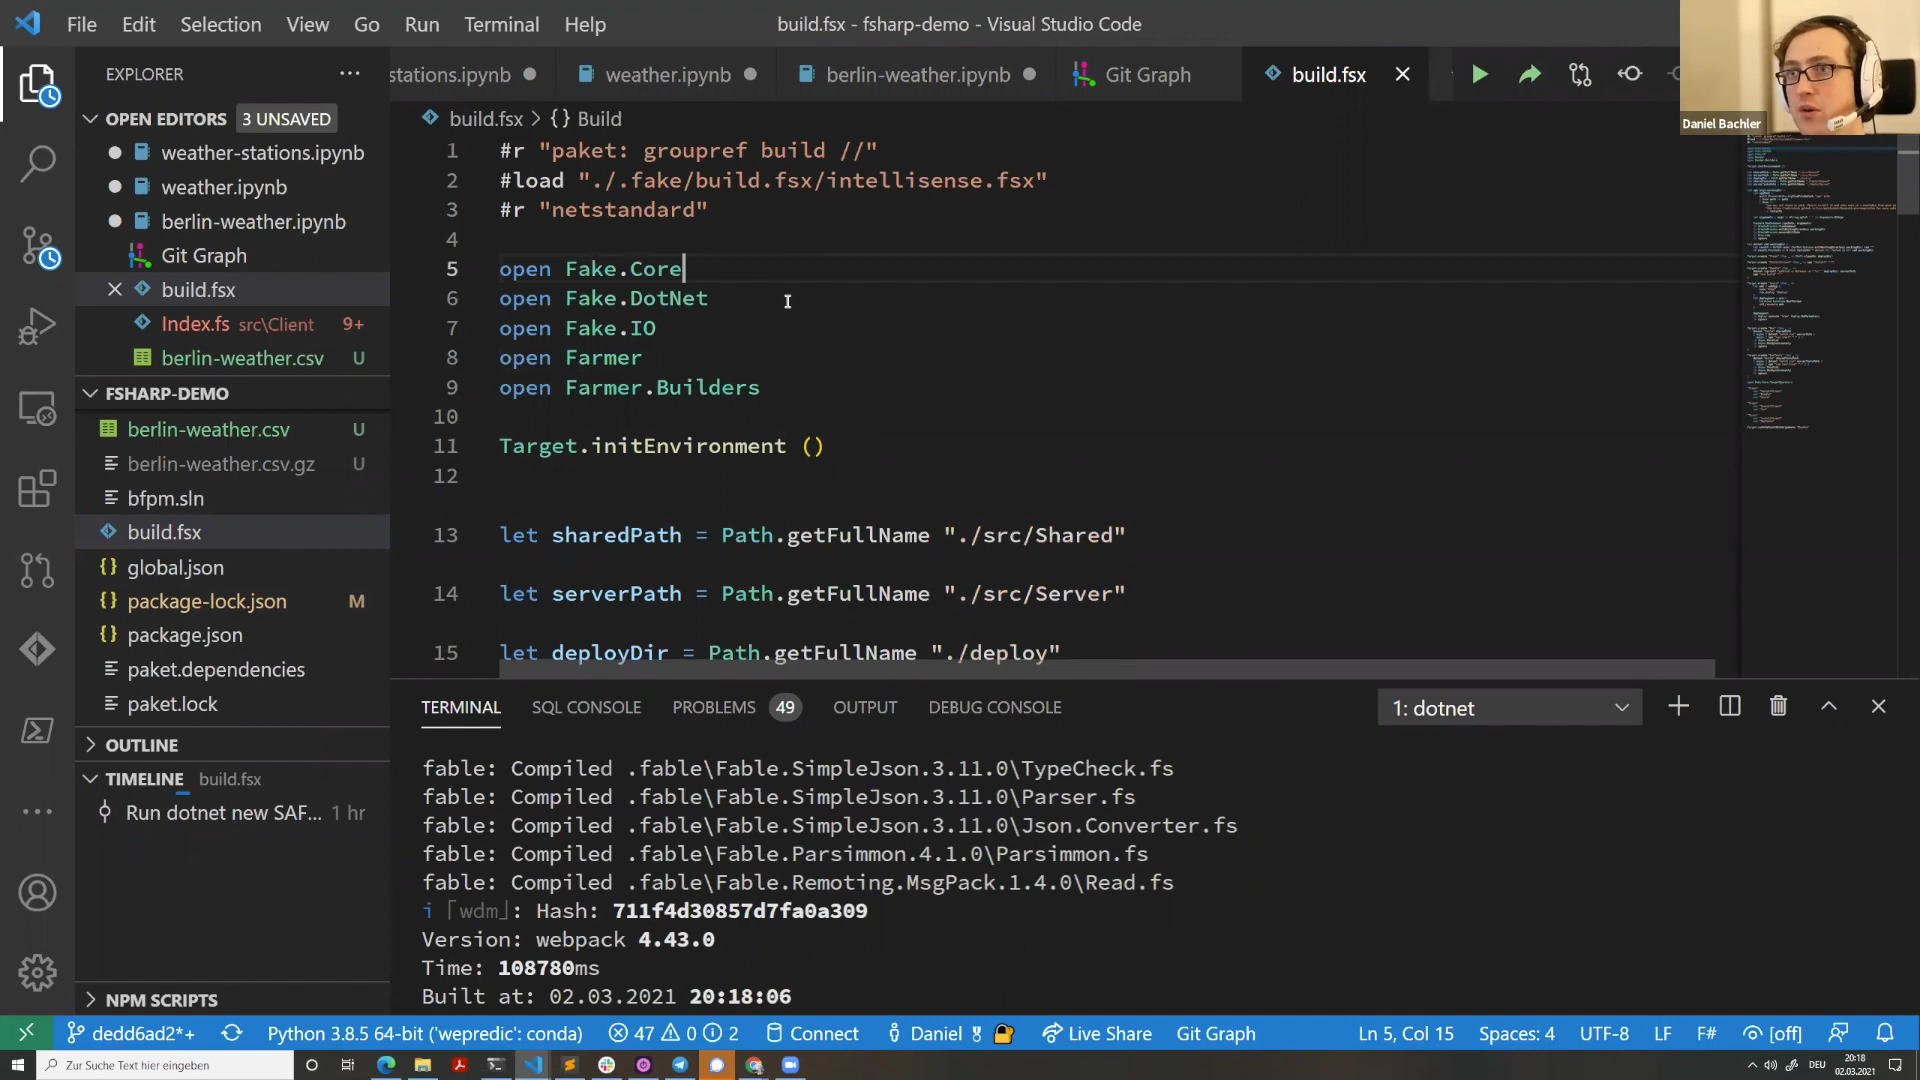 File Edit Selection View Go Run Terminal Help
build.fsx - fsharp-demo - Visual Studio Code
Daniel Bachler
EXPLORER
OPEN EDITORS 3 UNSAVED
weather-stations.ipynb
weather.ipynb
berlin-weather.ipynb
Git Graph
build.fsx
Index.fs src\Client 9+
berlin-weather.csv U
FSHARP-DEMO
berlin-weather.csv U
berlin-weather.csv.gz U
bfpm.sln
build.fsx
global.json
package-lock.json M
package.json
paket.dependencies
paket.lock
OUTLINE
TIMELINE build.fsx
Run dotnet new SAF... 1 hr
NPM SCRIPTS
stations.ipynb weather.ipynb berlin-weather.ipynb Git Graph build.fsx
build.fsx > {} Build
1 #r "paket: groupref build //"
2 #load "./.fake/build.fsx/intellisense.fsx"
3 #r "netstandard"
4
5 open Fake.Core
6 open Fake.DotNet
7 open Fake.IO
8 open Farmer
9 open Farmer.Builders
10
11 Target.initEnvironment ()
12
13 let sharedPath = Path.getFullName "./src/Shared"
14 let serverPath = Path.getFullName "./src/Server"
15 let deployDir = Path.getFullName "./deploy"
TERMINAL SQL CONSOLE PROBLEMS 49 OUTPUT DEBUG CONSOLE 1: dotnet
fable: Compiled .fable\Fable.SimpleJson.3.11.0\TypeCheck.fs
fable: Compiled .fable\Fable.SimpleJson.3.11.0\Parser.fs
fable: Compiled .fable\Fable.SimpleJson.3.11.0\Json.Converter.fs
fable: Compiled .fable\Fable.Parsimmon.4.1.0\Parsimmon.fs
fable: Compiled .fable\Fable.Remoting.MsgPack.1.4.0\Read.fs
i ｢wdm｣: Hash: 711f4d30857d7fa0a309
Version: webpack 4.43.0
Time: 108780ms
Built at: 02.03.2021 20:18:06
dedd6ad2*+ Python 3.8.5 64-bit ('wepredic': conda) 47 0 2 Connect Daniel Live Share Git Graph Ln 5, Col 15 Spaces: 4 UTF-8 LF F# [off]
Zur Suche Text hier eingeben
DEU
20:18
02.03.2021